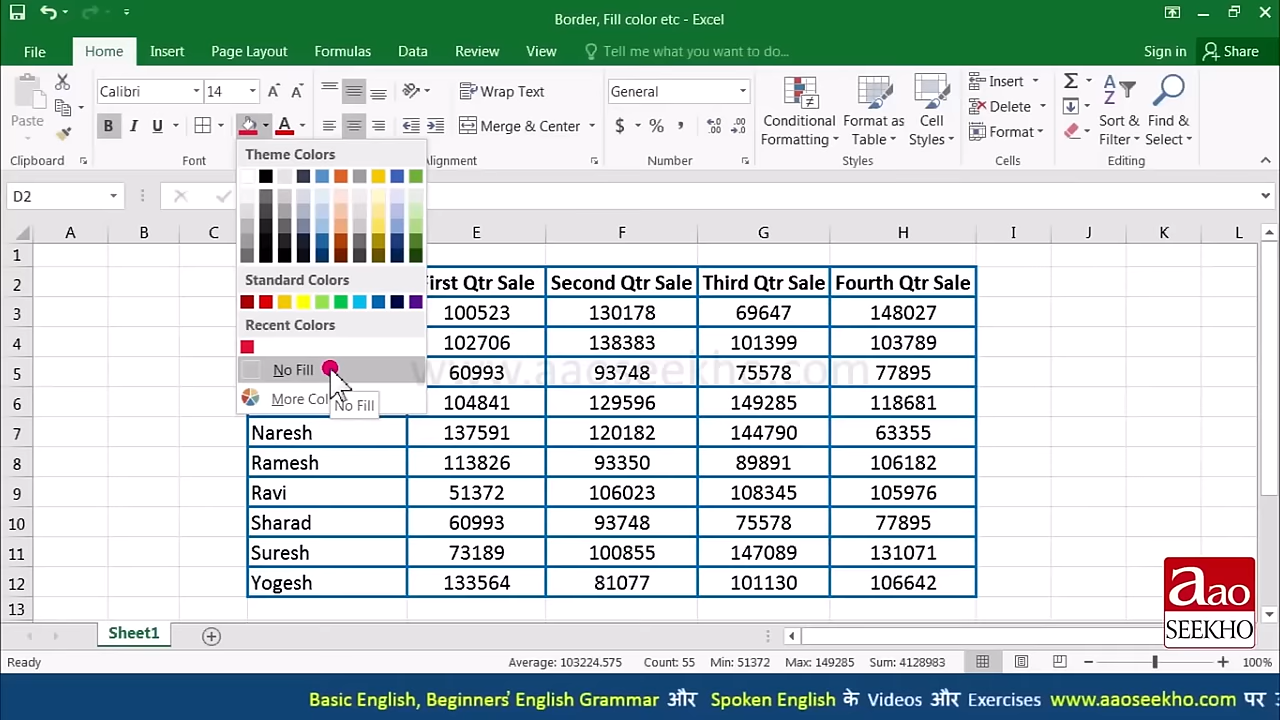 Border, Fill color etc - Excel
File Home Insert Page Layout Formulas Data Review View Tell me what you want to do... Sign in Share
Paste
Calibri 14
Wrap Text
General
Conditional Formatting
Format as Table
Cell Styles
Insert
Delete
Format
Sort & Filter
Find & Select
B I U A
Merge & Center
$ % ,
Clipboard Font Alignment Number Styles Cells Editing
Theme Colors
Standard Colors
Recent Colors
No Fill
More Col
No Fill
D2
A B C E F G H I J K L
1
2 First Qtr Sale Second Qtr Sale Third Qtr Sale Fourth Qtr Sale
3 100523 130178 69647 148027
4 102706 138383 101399 103789
5 60993 93748 75578 77895
6 104841 129596 149285 118681
7 Naresh 137591 120182 144790 63355
8 Ramesh 113826 93350 89891 106182
9 Ravi 51372 106023 108345 105976
10 Sharad 60993 93748 75578 77895
11 Suresh 73189 100855 147089 131071
12 Yogesh 133564 81077 101130 106642
13
www.aaoseekho.com
aao
SEEKHO
Sheet1
Ready Average: 103224.575 Count: 55 Min: 51372 Max: 149285 Sum: 4128983 100%
Basic English, Beginners' English Grammar और Spoken English के Videos और Exercises www.aaoseekho.com पर